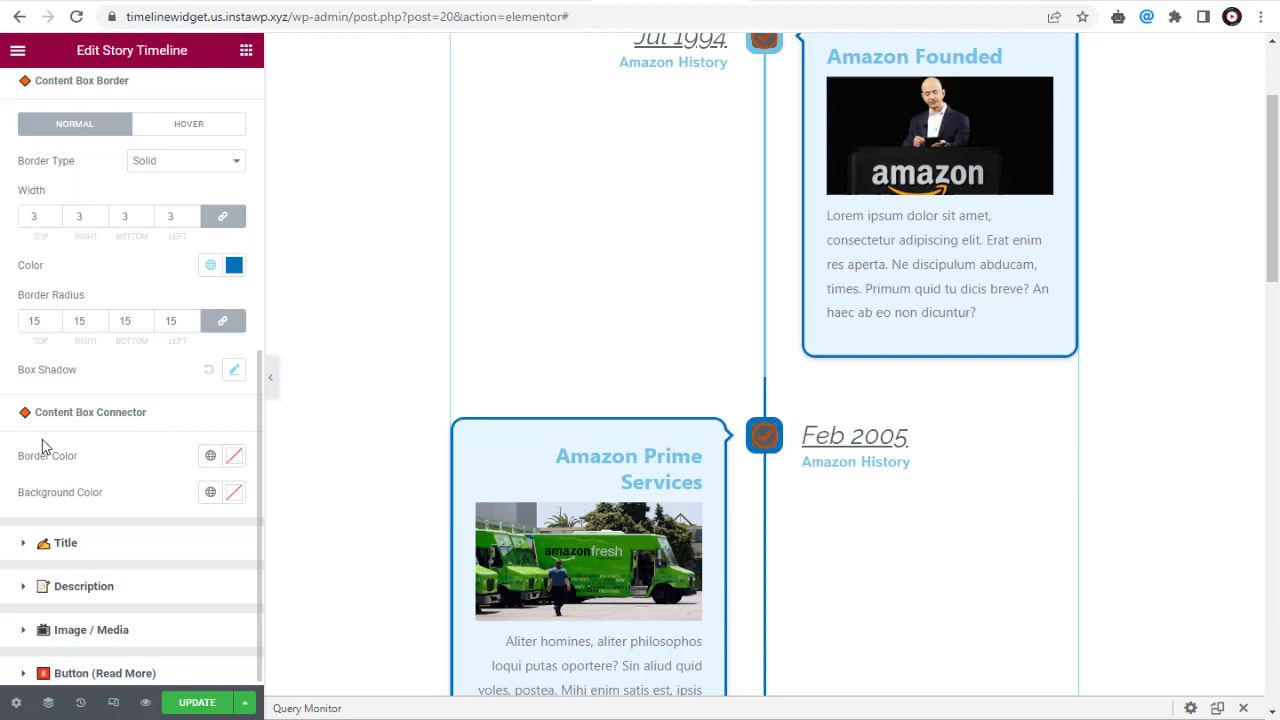 timelinewidget.us.instawp.xyz/wp-admin/post.php?post=20&action=elementor#
Edit Story Timeline
Content Box Border
NORMAL
HOVER
Border Type
Solid
Width
3 3 3 3
TOP RIGHT BOTTOM LEFT
Color
Border Radius
15 15 15 15
TOP RIGHT BOTTOM LEFT
Box Shadow
Content Box Connector
Border Color
Background Color
Title
Description
Image / Media
Button (Read More)
UPDATE
Jul 1994
Amazon History
Amazon Founded
amazon
Lorem ipsum dolor sit amet,
consectetur adipiscing elit. Erat enim
res aperta. Ne discipulum abducam,
times. Primum quid tu dicis breve? An
haec ab eo non dicuntur?
Feb 2005
Amazon History
Amazon Prime
Services
amazonfresh
Aliter homines, aliter philosophos
loqui putas oportere? Sin aliud quid
voles, postea. Mihi enim satis est, ipsis
Query Monitor